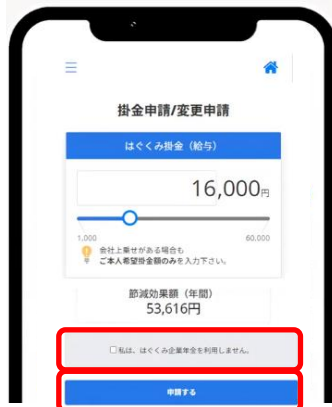 掛金申請/変更申請
はぐくみ掛金（給与）
16,000円
1,000
60,000
会社上乗せがある場合も
ご本人希望掛金額のみを入力下さい。
節減効果額（年間）
53,616円
私は、はぐくみ企業年金を利用しません。
申請する